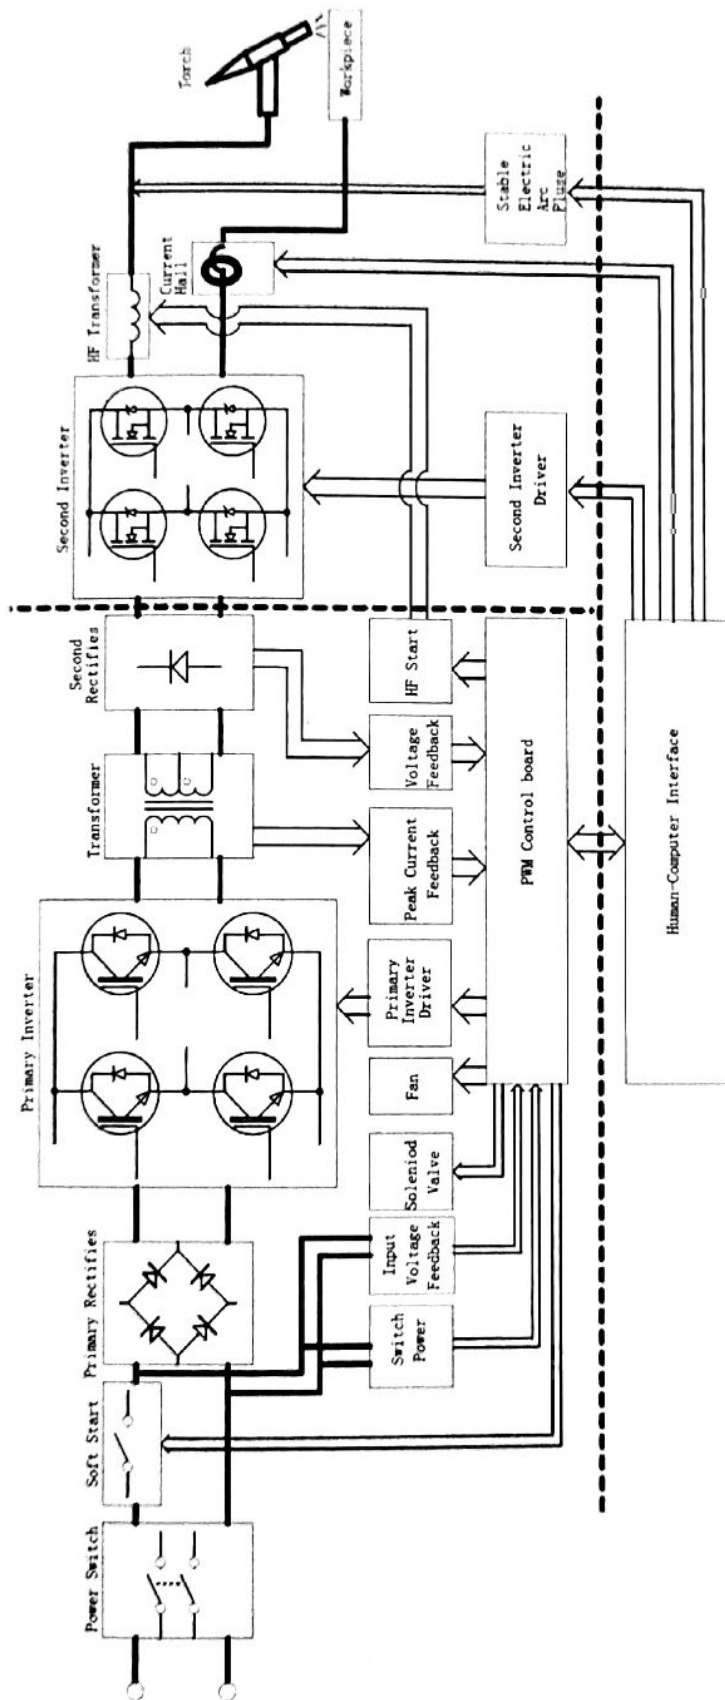 Power Switch
Soft Start
Primary Rectifies
Primary Inverter
Transformer
Second
Rectifies
Second Inverter
HF Transformer
Current
Hall
Torch
Workpiece
Switch
Power
Input
Voltage
Feedback
Soleniod
Valve
Fan
Primary
Inverter
Driver
Peak Current
Feedback
Voltage
Feedback
HF Start
Second Inverter
Driver
Stable
Electric
Arc
Pluse
PWM Control board
Human-Computer Interface